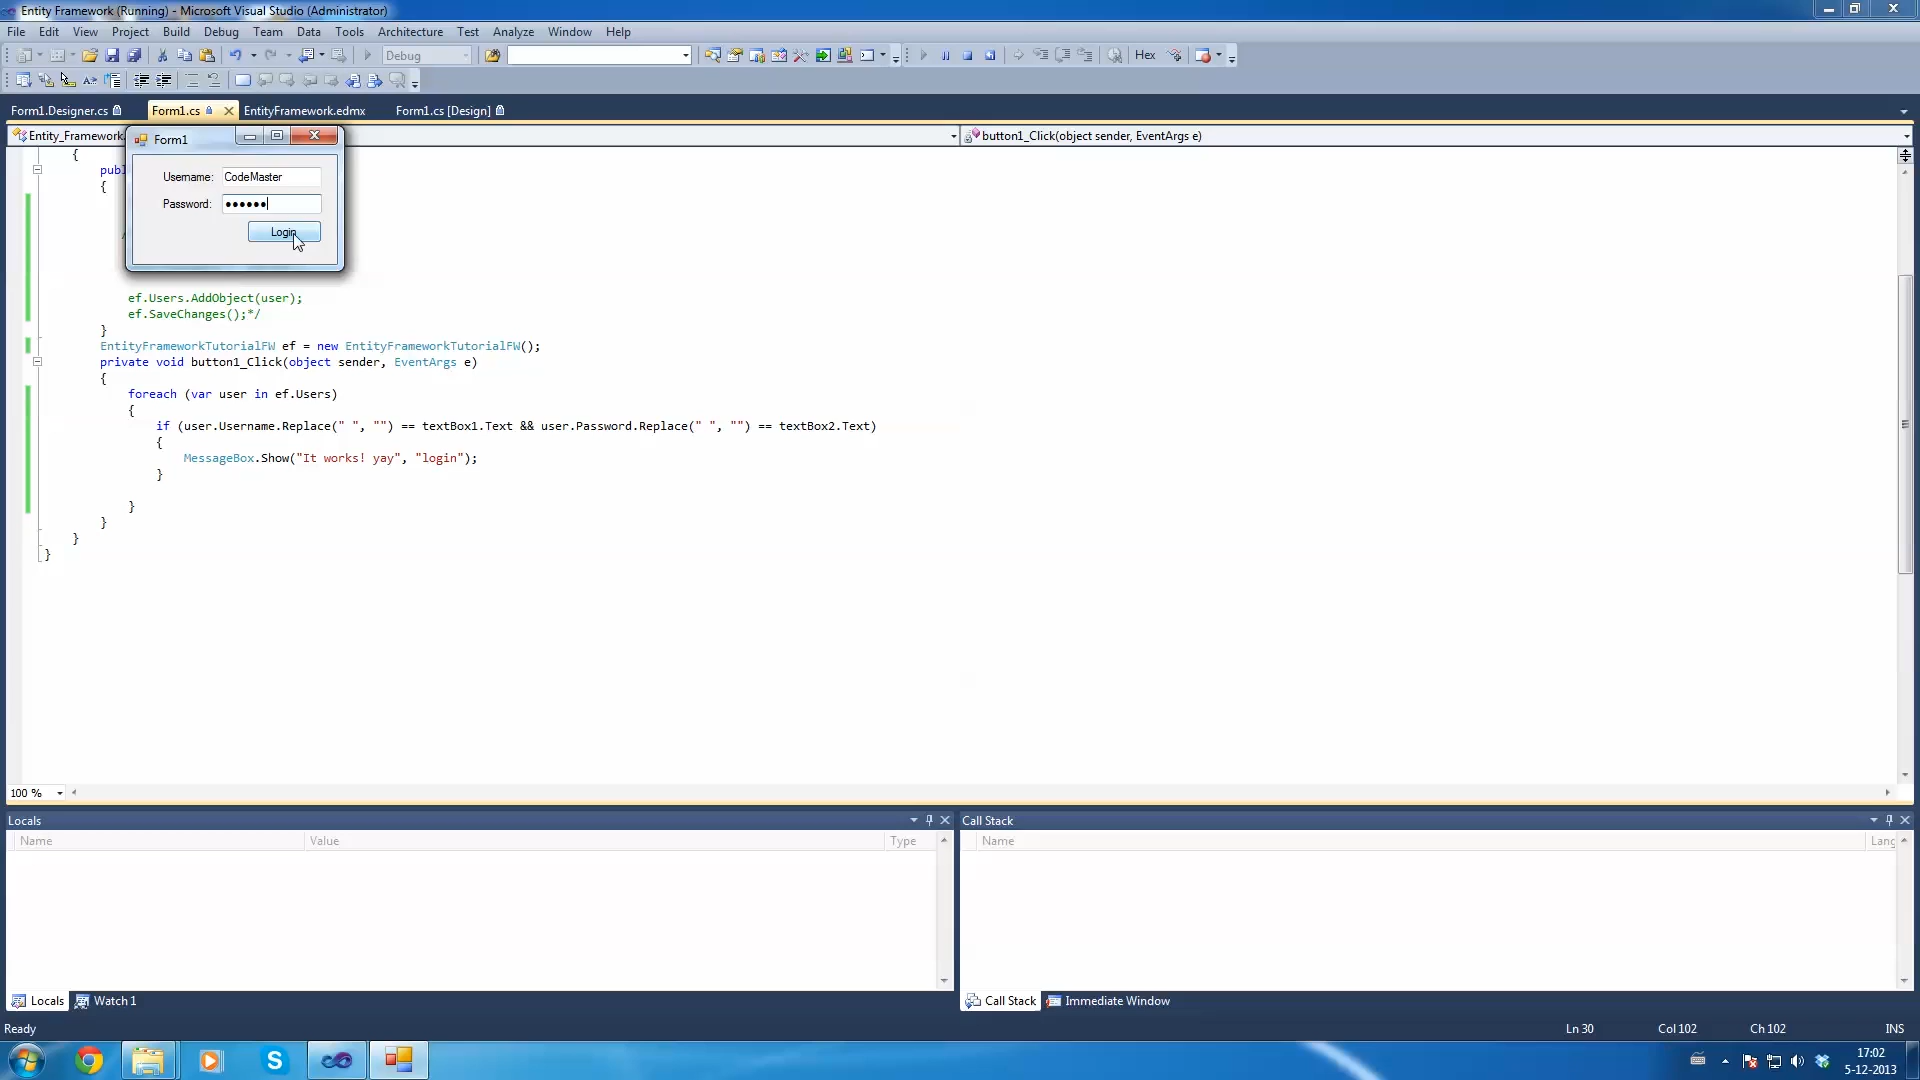 Entity Framework (Running) - Microsoft Visual Studio (Administrator)
File Edit View Project Build Debug Team Data Tools Architecture Test Analyze Window Help
Debug
Hex
Form1.Designer.cs Form1.cs EntityFramework.edmx Form1.cs [Design]
Entity_Framework.
button1_Click(object sender, EventArgs e)
Form1
Username: CodeMaster
Password: ••••••
Login
{
publ
{
ef.Users.AddObject(user);
ef.SaveChanges();*/
}
EntityFrameworkTutorialFW ef = new EntityFrameworkTutorialFW();
private void button1_Click(object sender, EventArgs e)
{
foreach (var user in ef.Users)
{
if (user.Username.Replace(" ", "") == textBox1.Text && user.Password.Replace(" ", "") == textBox2.Text)
{
MessageBox.Show("It works! yay", "login");
}
}
}
}
}
100 %
Locals
Name Value Type
Call Stack
Name Lang
Locals Watch 1
Call Stack Immediate Window
Ready
Ln 30 Col 102 Ch 102 INS
17:02
5-12-2013